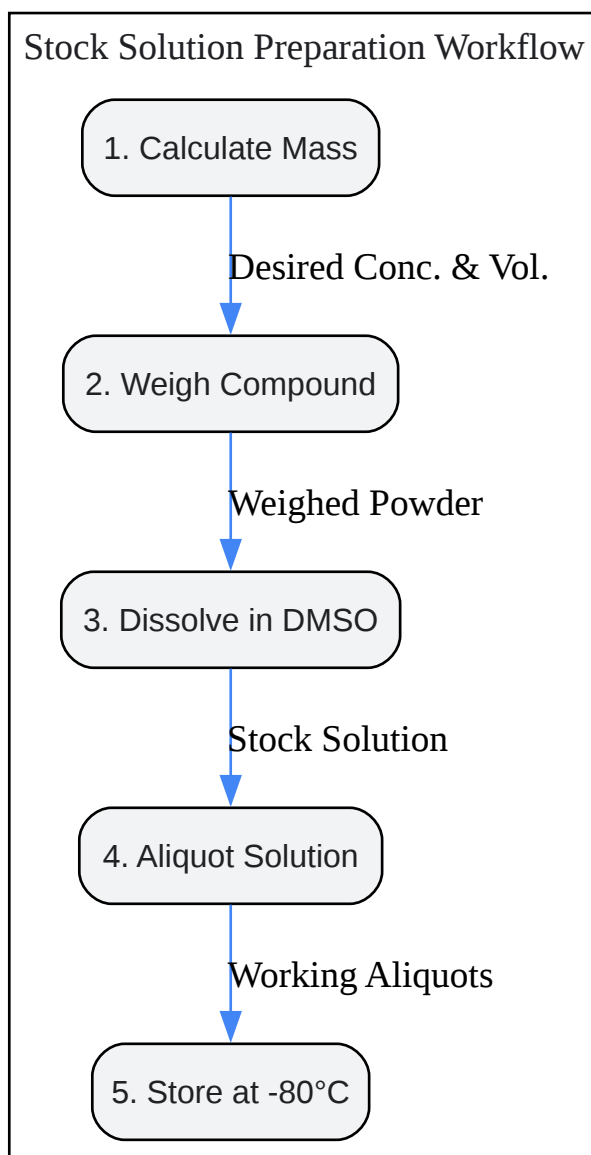 Stock Solution Preparation Workflow
1. Calculate Mass
Desired Conc. & Vol.
2. Weigh Compound
Weighed Powder
3. Dissolve in DMSO
Stock Solution
4. Aliquot Solution
Working Aliquots
5. Store at -80°C